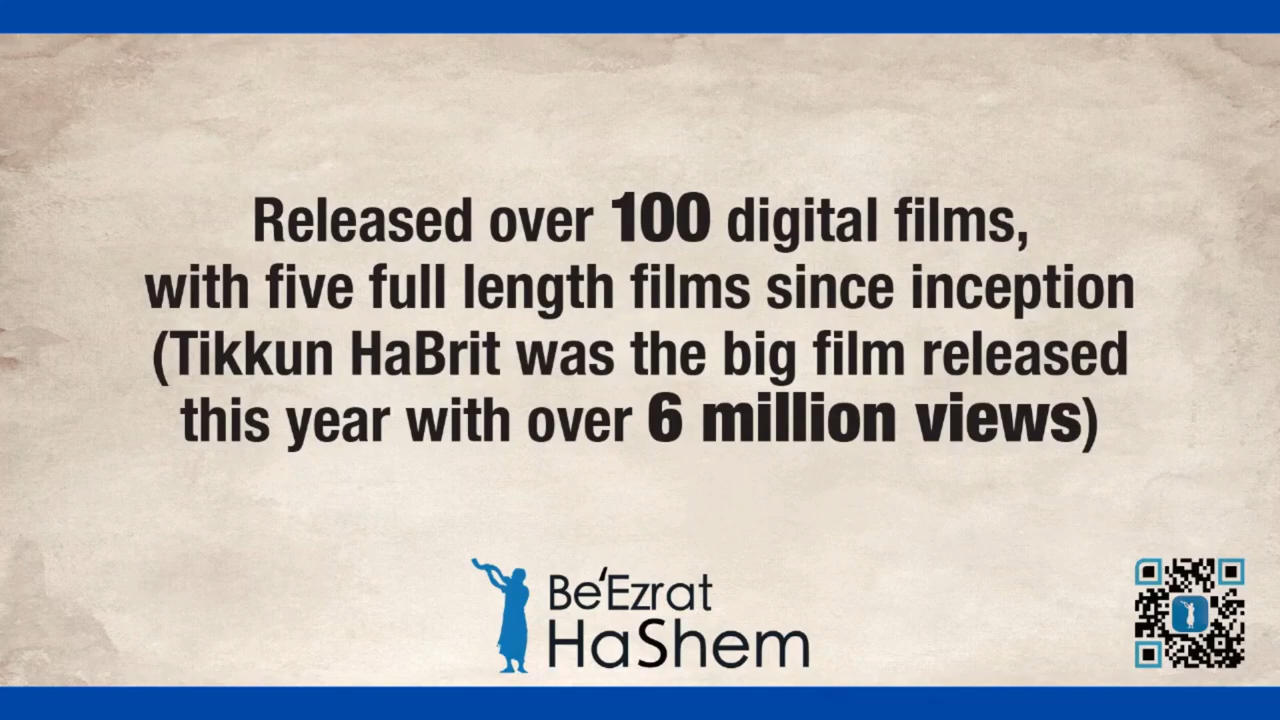 Released over 100 digital films,
with five full length films since inception
(Tikkun HaBrit was the big film released
this year with over 6 million views)
Be'Ezrat
HaShem